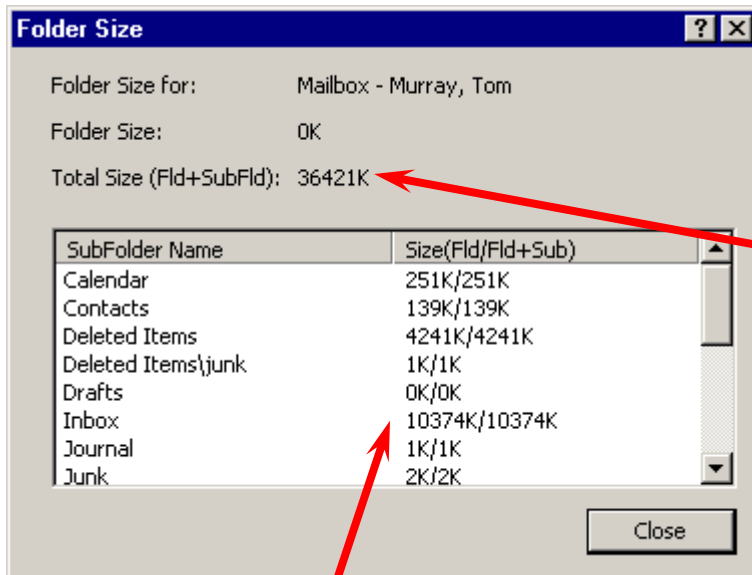 Folder Size
Folder Size for: Mailbox - Murray, Tom
Folder Size: 0K
Total Size (Fld+SubFld): 36421K
SubFolder Name Size(Fld/Fld+Sub)
Calendar 251K/251K
Contacts 139K/139K
Deleted Items 4241K/4241K
Deleted Items\junk 1K/1K
Drafts 0K/0K
Inbox 10374K/10374K
Journal 1K/1K
Junk 2K/2K
Close